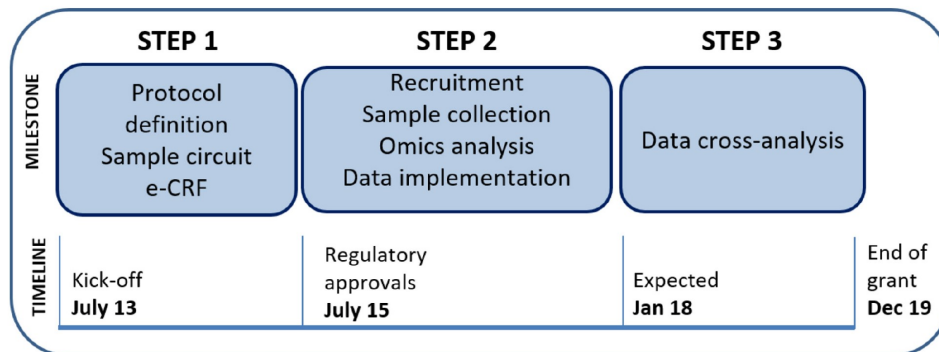 STEP 1
STEP 2
STEP 3
MILESTONE
Protocol
definition
Sample circuit
e-CRF
Recruitment
Sample collection
Omics analysis
Data implementation
Data cross-analysis
TIMELINE
Kick-off
July 13
Regulatory
approvals
July 15
Expected
Jan 18
End of
grant
Dec 19